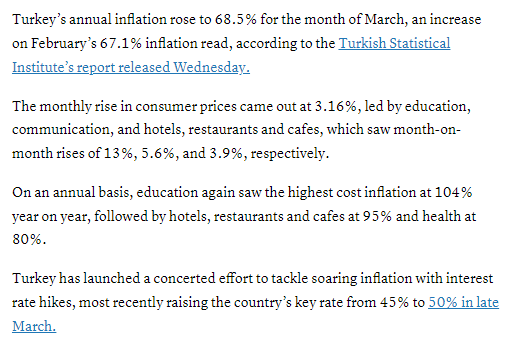 Turkey’s annual inflation rose to 68.5% for the month of March, an increase
on February’s 67.1% inflation read, according to the Turkish Statistical
Institute’s report released Wednesday.
The monthly rise in consumer prices came out at 3.16%, led by education,
communication, and hotels, restaurants and cafes, which saw month-on-
month rises of 13%, 5.6%, and 3.9%, respectively.
On an annual basis, education again saw the highest cost inflation at 104%
year on year, followed by hotels, restaurants and cafes at 95% and health at
80%.
Turkey has launched a concerted effort to tackle soaring inflation with interest
rate hikes, most recently raising the country’s key rate from 45% to 50% in late
March.